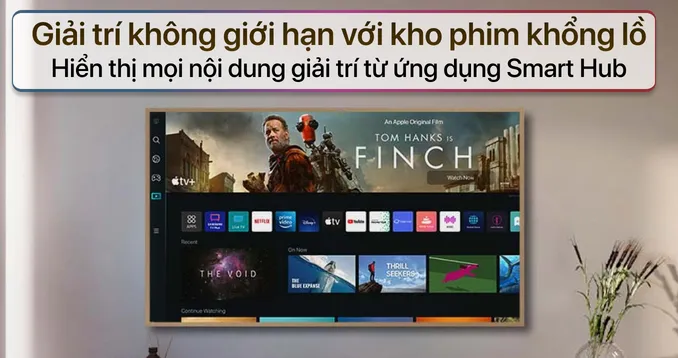 Giải trí không giới hạn với kho phim khổng lồ
Hiển thị mọi nội dung giải trí từ ứng dụng Smart Hub
An Apple Original Film
TOM HANKS IS
FINCH
Watch Now
tv+
APPS
NETFLIX
prime video
Disney+
tv
YouTube
Recent
On Now
THE VOID
THE BLUE EXPANSE
THRILL SEEKERS
Continue Watching